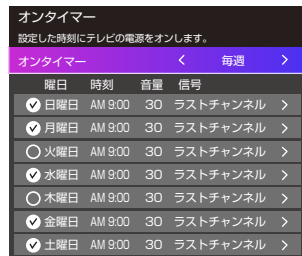 オンタイマー
設定した時刻にテレビの電源をオンします。
オンタイマー 毎週
曜日 時刻 音量 信号
日曜日 AM 9:00 30 ラストチャンネル
月曜日 AM 9:00 30 ラストチャンネル
火曜日 AM 9:00 30 ラストチャンネル
水曜日 AM 9:00 30 ラストチャンネル
木曜日 AM 9:00 30 ラストチャンネル
金曜日 AM 9:00 30 ラストチャンネル
土曜日 AM 9:00 30 ラストチャンネル